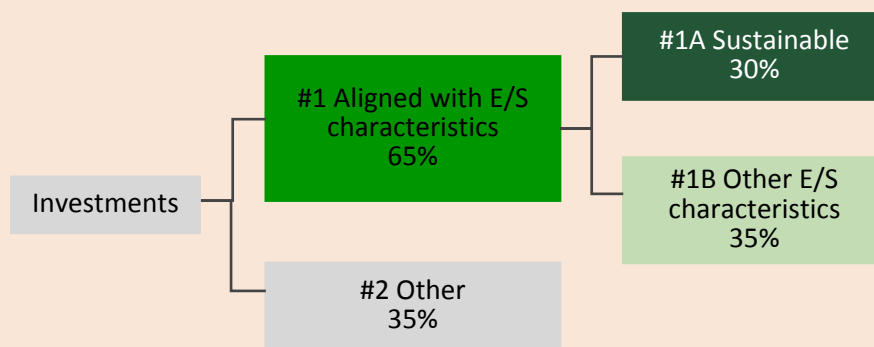 Investments
#1 Aligned with E/S
characteristics
65%
#2 Other
35%
#1A Sustainable
30%
#1B Other E/S
characteristics
35%